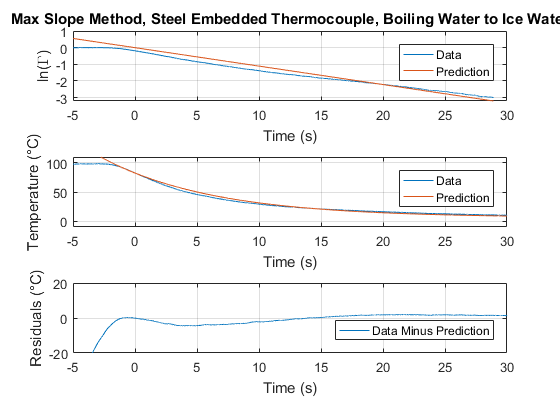 Max Slope Method, Steel Embedded Thermocouple, Boiling Water to Ice Wate
ln(Γ)
1
0
-1
-2
-3
Data
Prediction
-5 0 5 10 15 20 25 30
Time (s)
Temperature (°C)
100
50
0
Data
Prediction
-5 0 5 10 15 20 25 30
Time (s)
Residuals (°C)
20
0
-20
Data Minus Prediction
-5 0 5 10 15 20 25 30
Time (s)